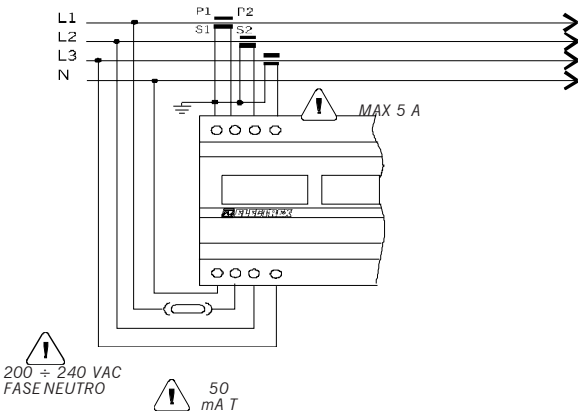 L1
P1 P2
L2
S1 S2
L3
N
MAX 5 A
200 ÷ 240 VAC
FASE NEUTRO
50
mA T